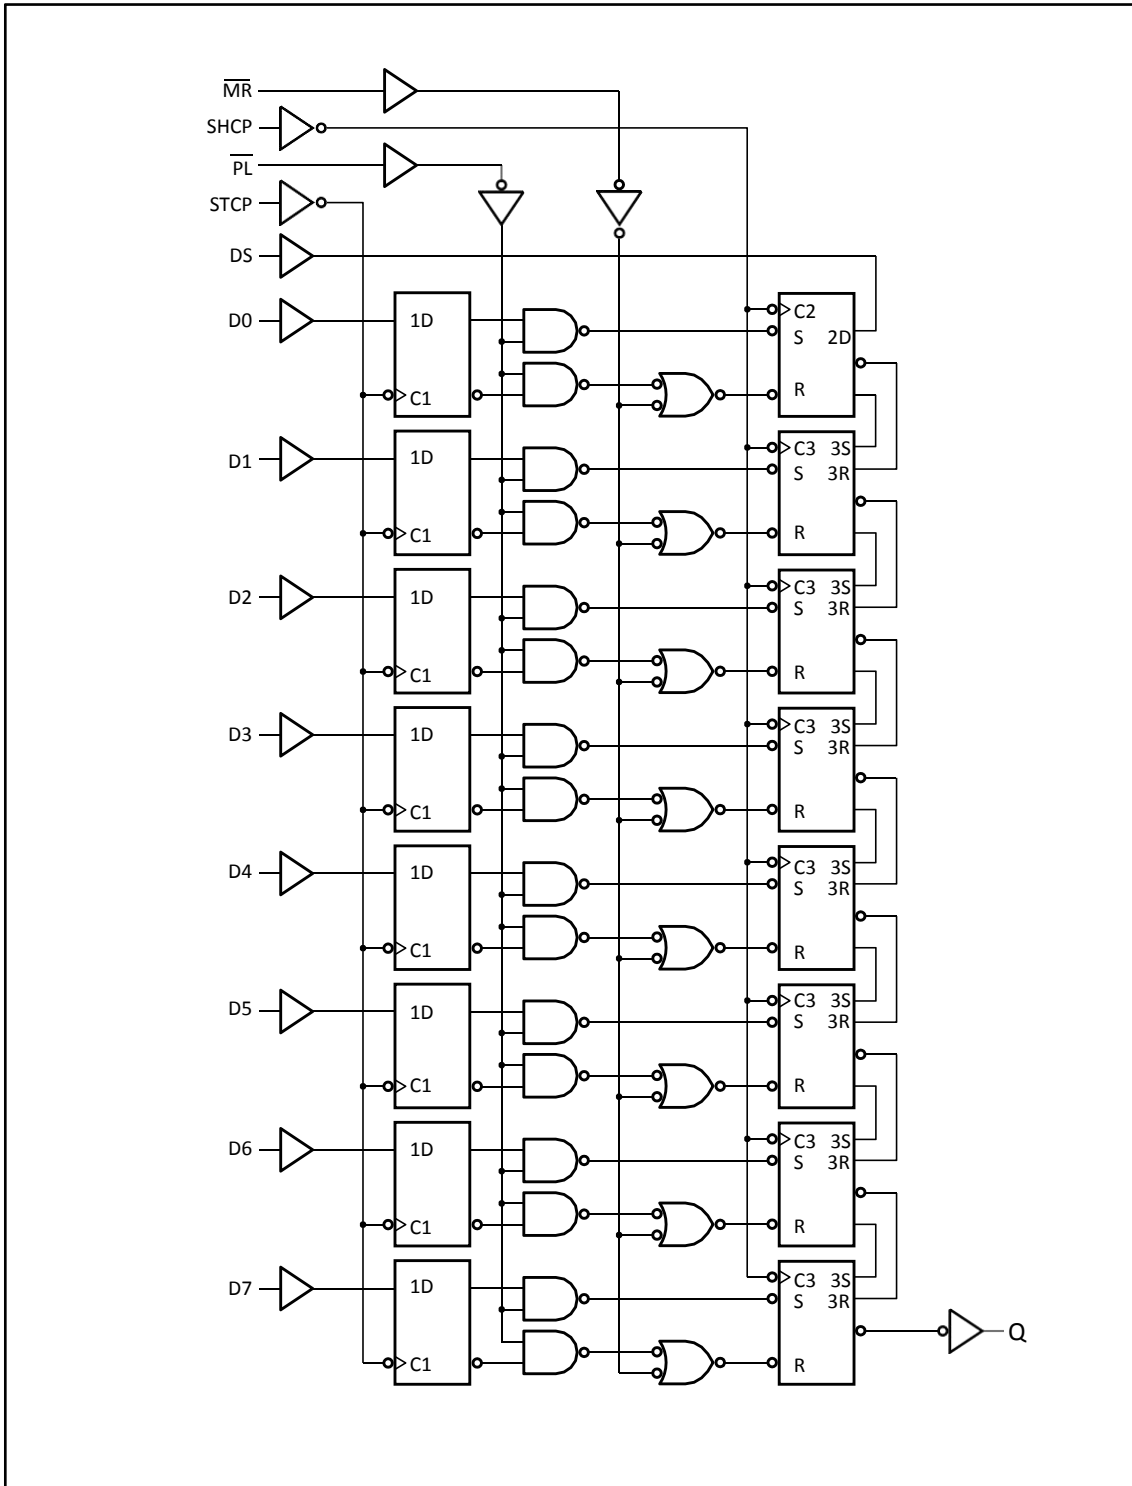 M̅R̅
SHCP
P̅L̅
STCP
DS
D0 1D C2
S 2D
C1 R
D1 1D C3 3S
S 3R
C1 R
D2 1D C3 3S
S 3R
C1 R
D3 1D C3 3S
S 3R
C1 R
D4 1D C3 3S
S 3R
C1 R
D5 1D C3 3S
S 3R
C1 R
D6 1D C3 3S
S 3R
C1 R
D7 1D C3 3S
S 3R
Q
C1 R